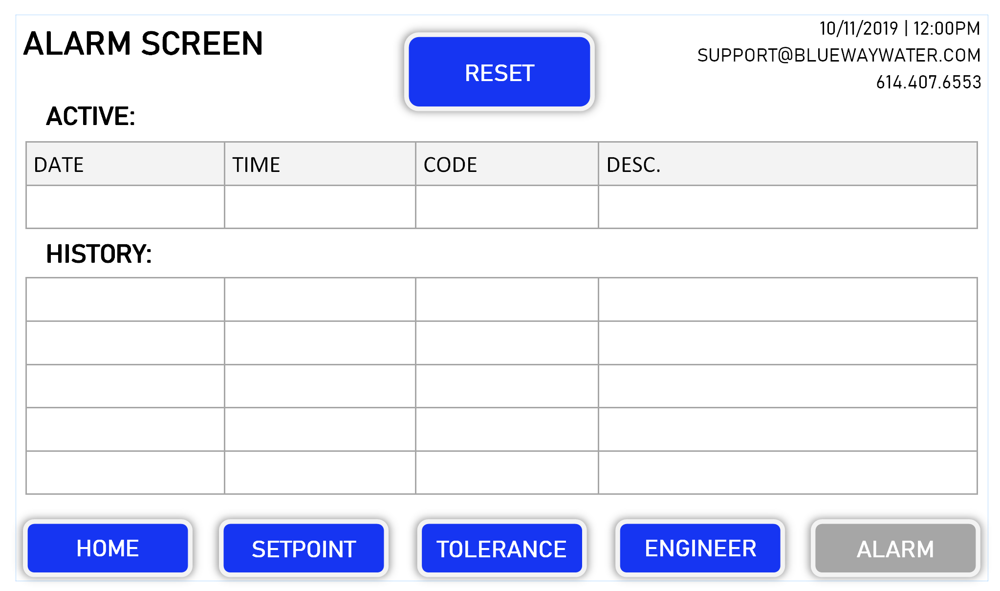 ALARM SCREEN
RESET
10/11/2019 | 12:00PM
SUPPORT@BLUEWAYWATER.COM
614.407.6553
ACTIVE:
DATE TIME CODE DESC.
HISTORY:
HOME SETPOINT TOLERANCE ENGINEER ALARM